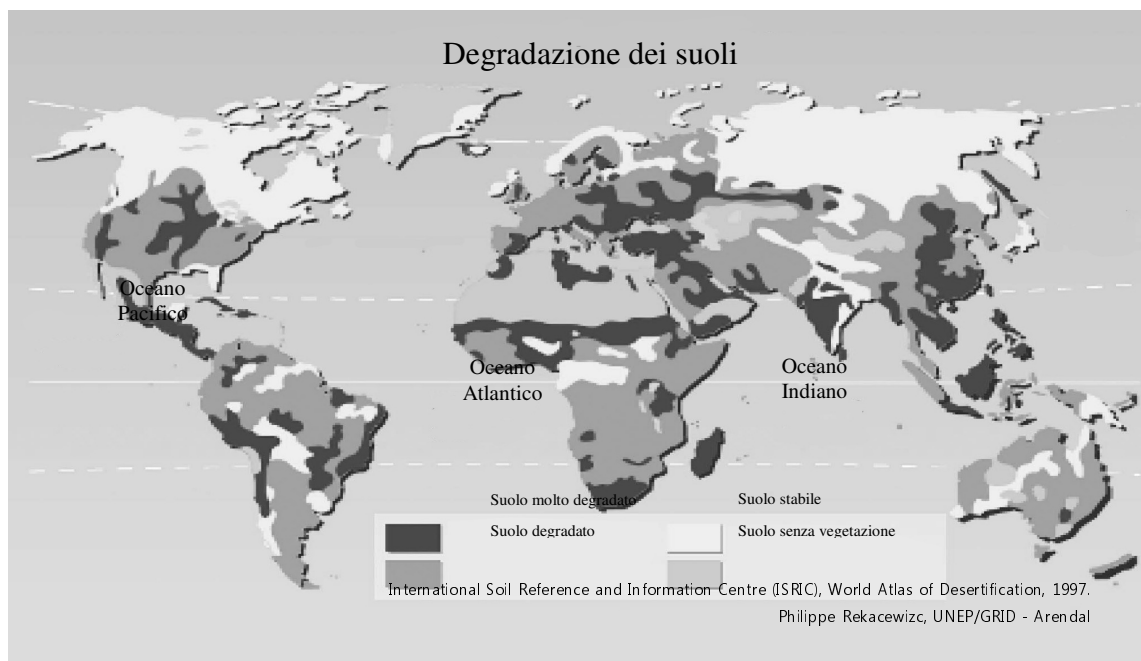 Degradazione dei suoli
Oceano
Pacifico
Oceano
Atlantico
Oceano
Indiano
Suolo molto degradato
Suolo stabile
Suolo degradato
Suolo senza vegetazione
International Soil Reference and Information Centre (ISRIC), World Atlas of Desertification, 1997.
Philippe Rekacewizc, UNEP/GRID - Arendal